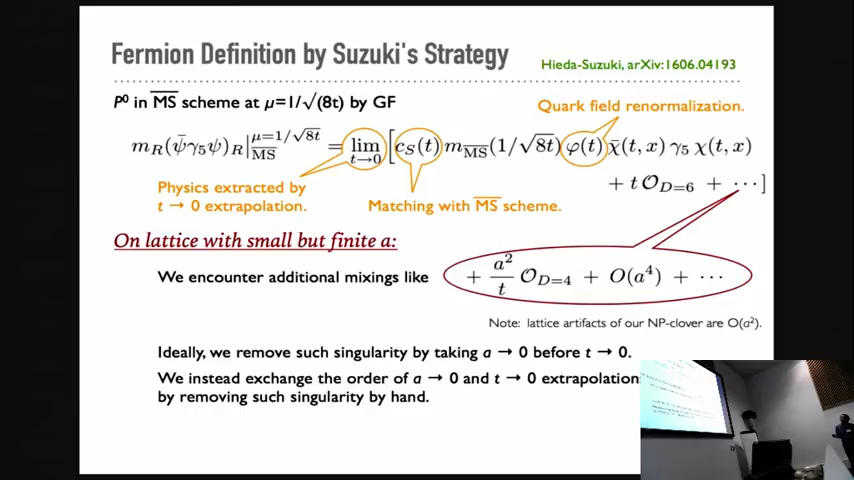 Fermion Definition by Suzuki's Strategy
Hieda-Suzuki, arXiv:1606.04193
P⁰ in M̅S̅ scheme at μ=1/√(8t) by GF
Quark field renormalization.
m_R(ψ̄γ₅ψ)_R|^{μ=1/√8t}_{M̅S̅} = lim_{t→0} [c_S(t) m_{M̅S̅}(1/√8t) φ(t) χ̄(t, x) γ₅ χ(t, x)
+ t O_{D=6} + ⋯]
Physics extracted by
t → 0 extrapolation.
Matching with M̅S̅ scheme.
On lattice with small but finite a:
We encounter additional mixings like
+ a²/t O_{D=4} + O(a⁴) + ⋯
Note: lattice artifacts of our NP-clover are O(a²).
Ideally, we remove such singularity by taking a → 0 before t → 0.
We instead exchange the order of a → 0 and t → 0 extrapolation
by removing such singularity by hand.